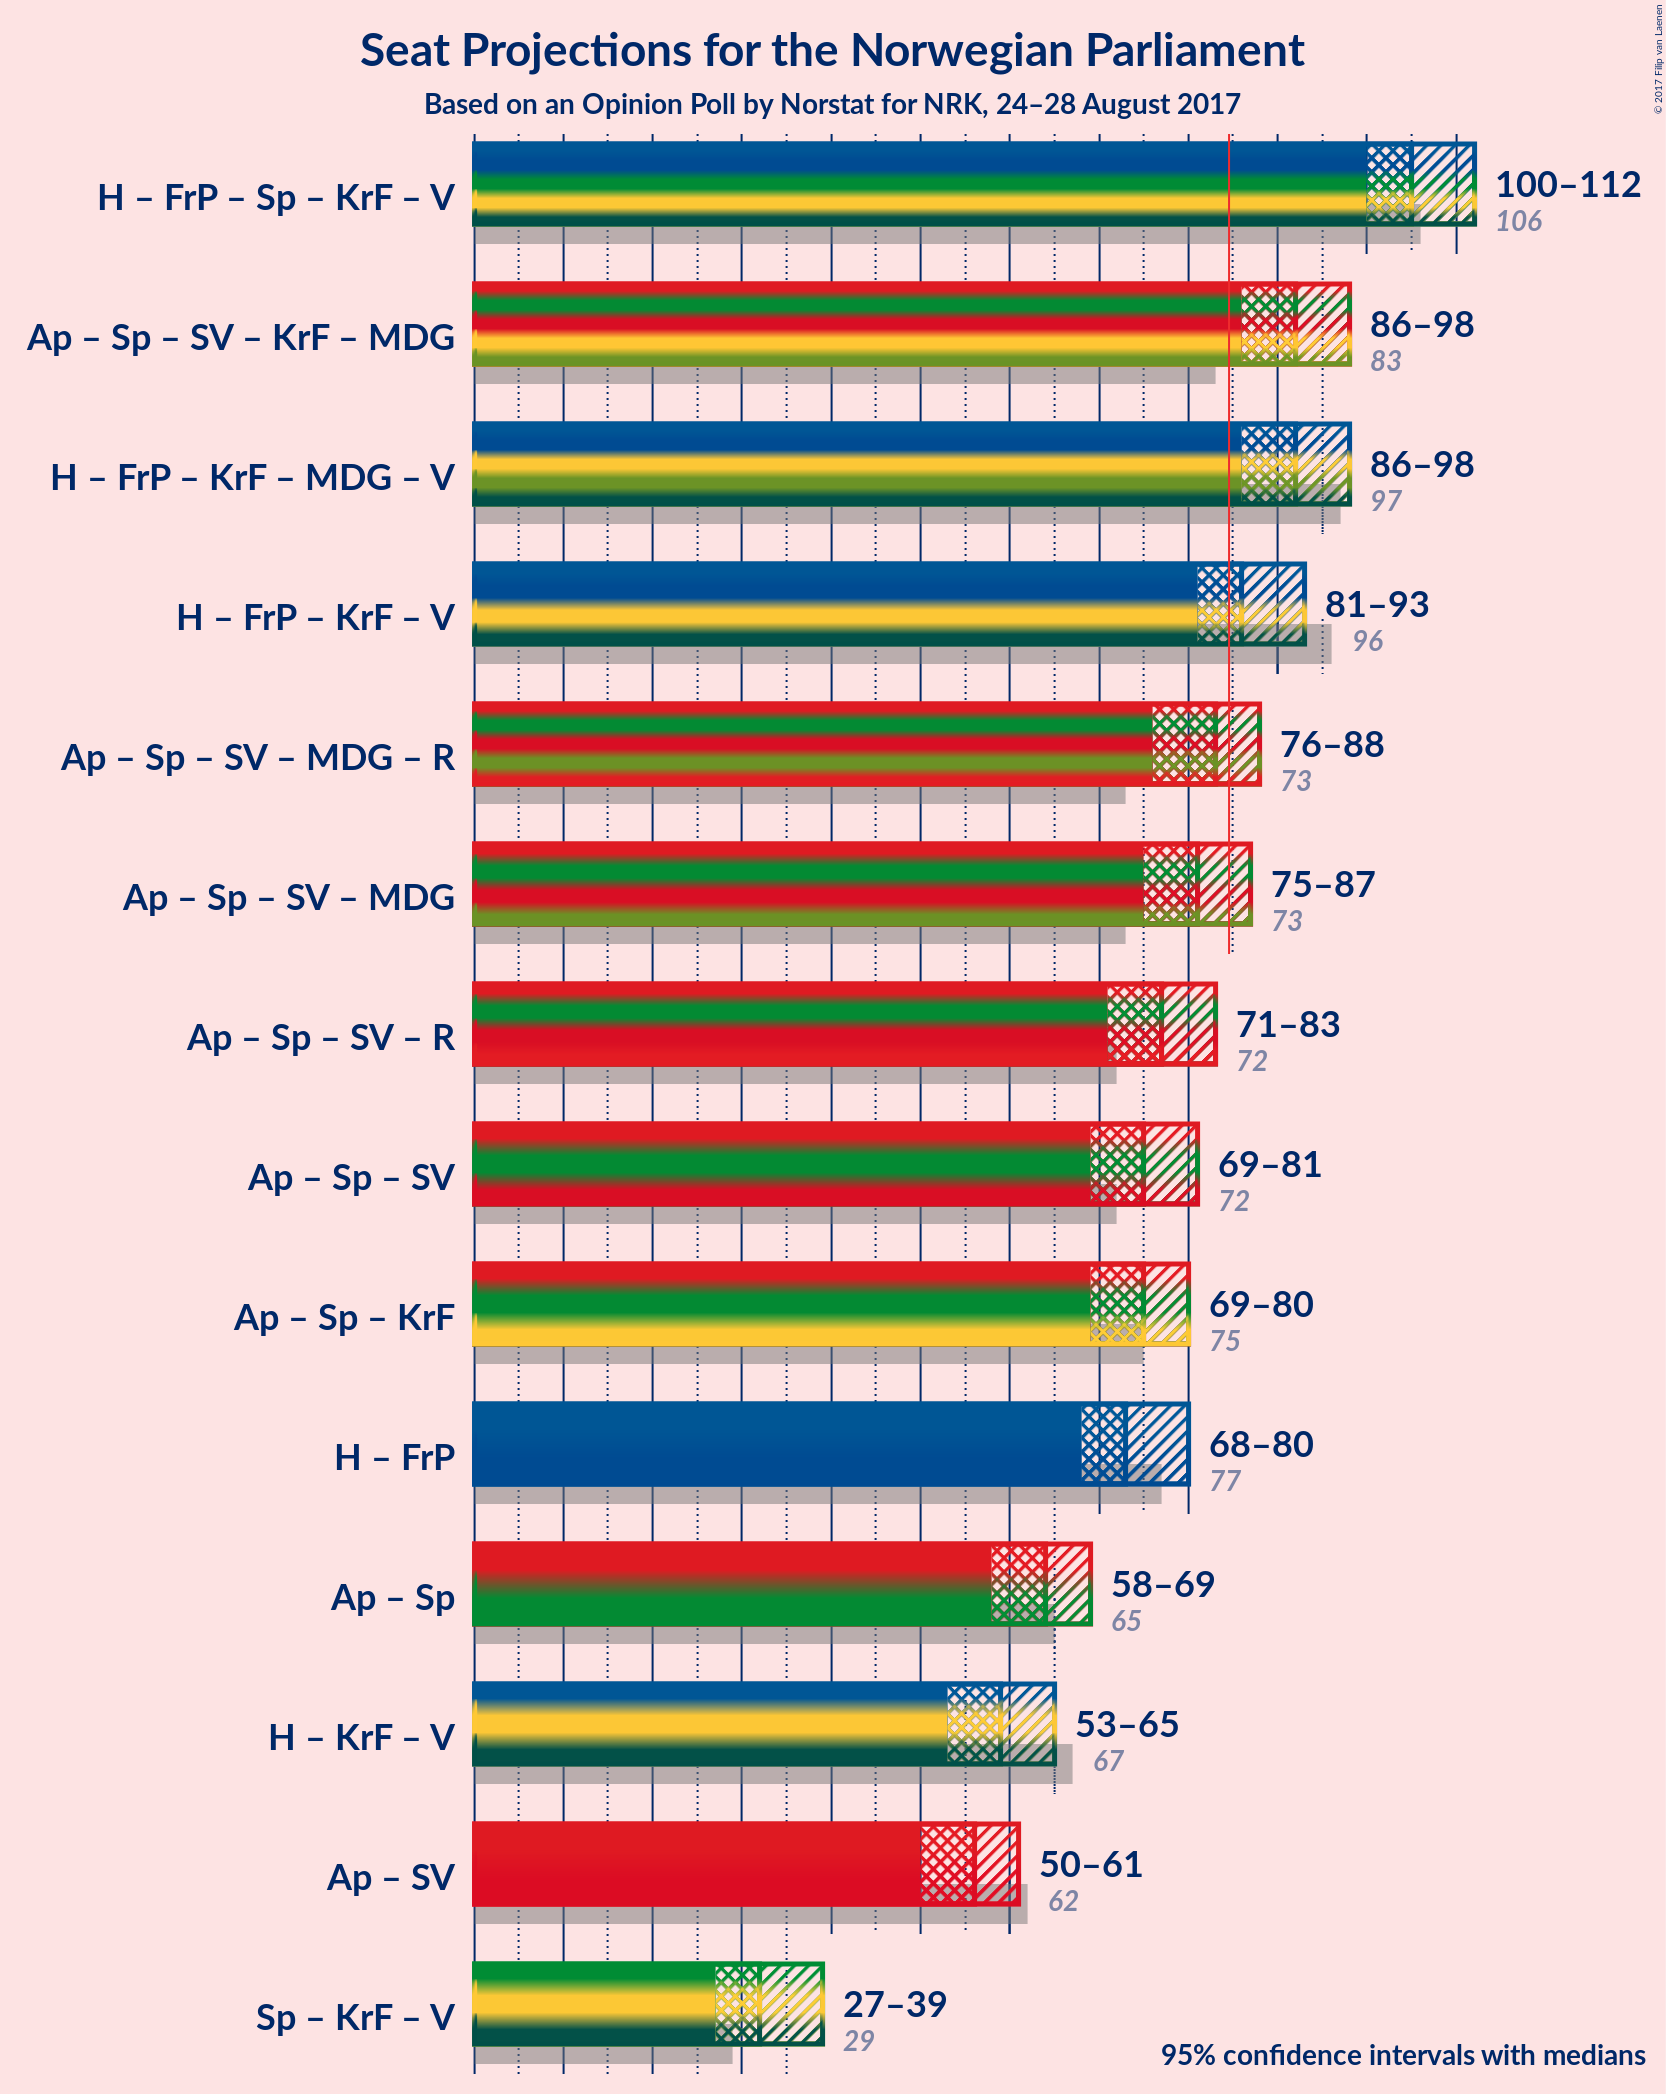 Seat Projections for the Norwegian Parliament
Based on an Opinion Poll by Norstat for NRK, 24–28 August 2017
© 2017 Filip van Laenen
H – FrP – Sp – KrF – V
100–112
106
Ap – Sp – SV – KrF – MDG
86–98
83
H – FrP – KrF – MDG – V
86–98
97
H – FrP – KrF – V
81–93
96
Ap – Sp – SV – MDG – R
76–88
73
Ap – Sp – SV – MDG
75–87
73
Ap – Sp – SV – R
71–83
72
Ap – Sp – SV
69–81
72
Ap – Sp – KrF
69–80
75
H – FrP
68–80
77
Ap – Sp
58–69
65
H – KrF – V
53–65
67
Ap – SV
50–61
62
Sp – KrF – V
27–39
29
95% confidence intervals with medians